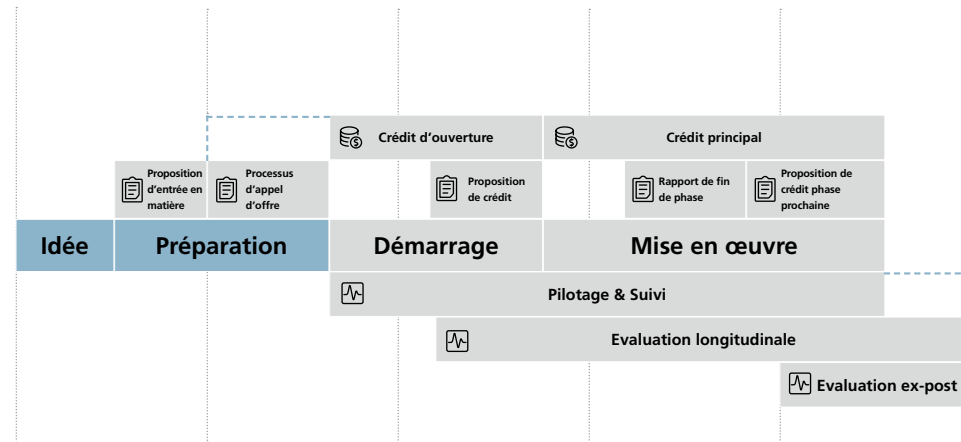 Crédit d'ouverture
Crédit principal
Proposition
d'entrée en
matière
Processus
d'appel
d'offre
Proposition
de crédit
Rapport de fin
de phase
Proposition de
crédit phase
prochaine
Idée
Préparation
Démarrage
Mise en œuvre
Pilotage & Suivi
Evaluation longitudinale
Evaluation ex-post